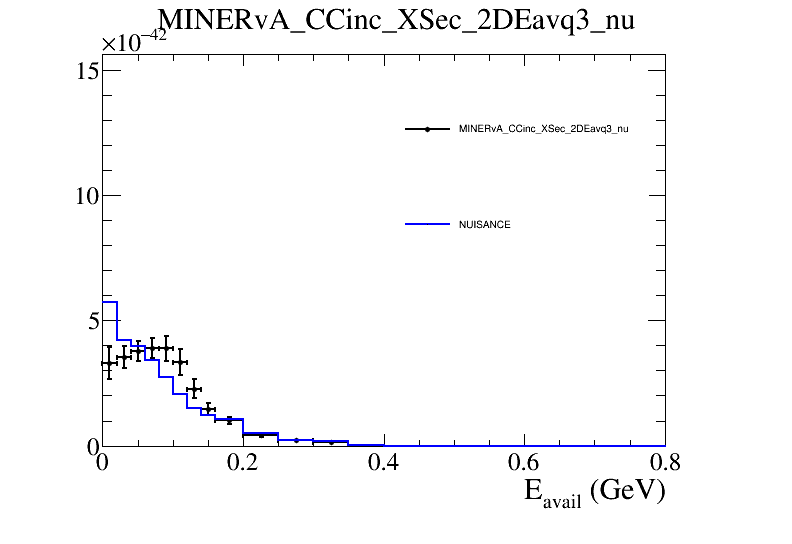 MINERvA_CCinc_XSec_2DEavq3_nu
×10−42
15
10
5
0
MINERvA_CCinc_XSec_2DEavq3_nu
NUISANCE
0 0.2 0.4 0.6 0.8
Eavail (GeV)